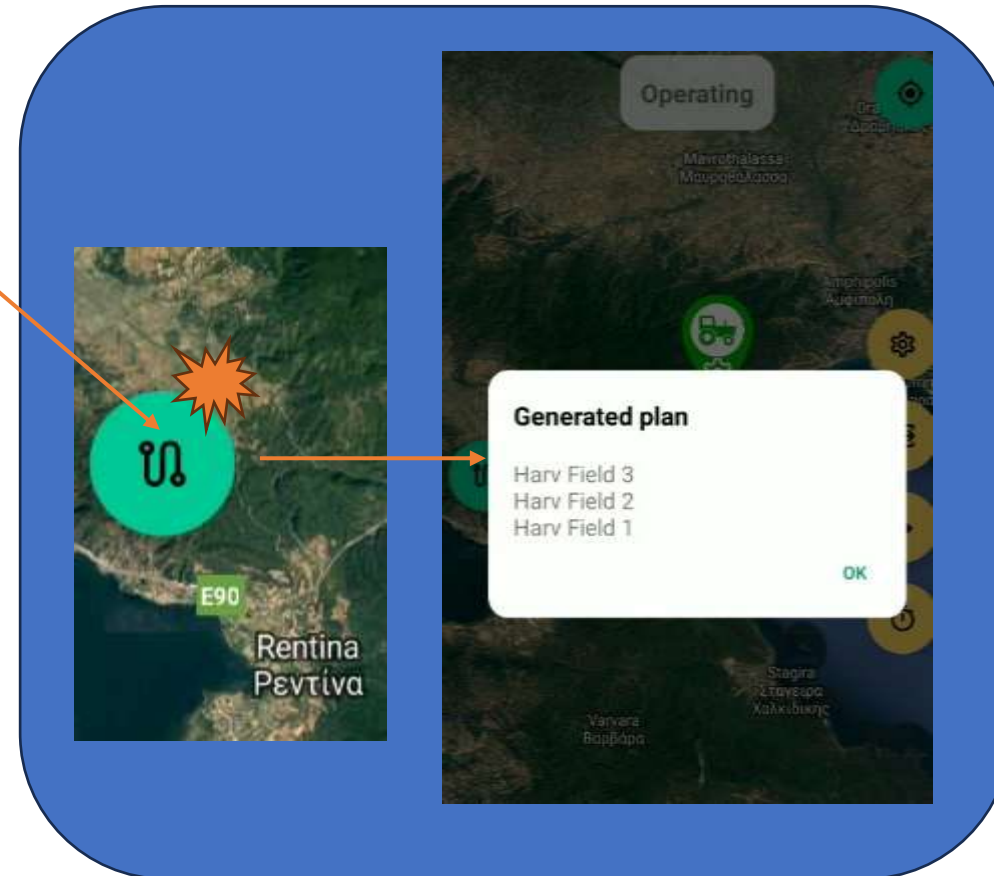 E90
Rentina
Ρεντίνα
Operating
Mavrothalassa
Μαυροθάλασσα
Amphipolis
Αμφίπολη
Generated plan
Harv Field 3
Harv Field 2
Harv Field 1
OK
Stagira
Στάγειρα
Χαλκιδικής
Varvara
Βαρβάρα